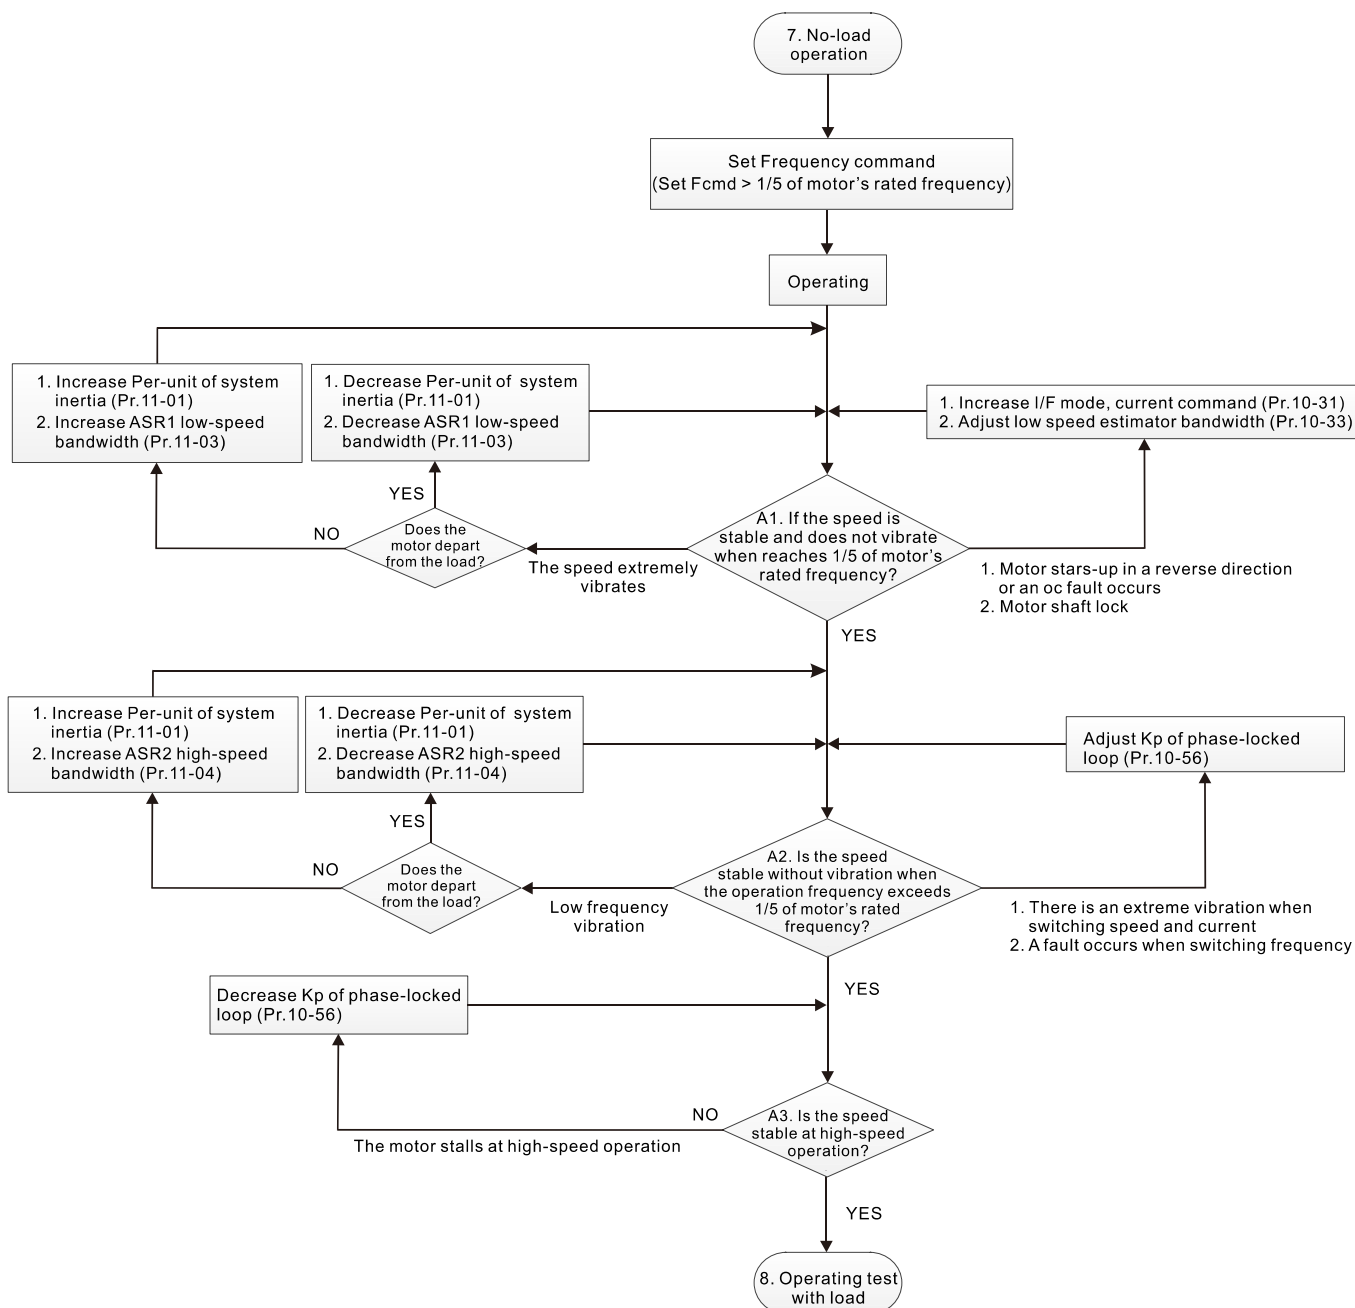 7. No-load
operation
Set Frequency command
(Set Fcmd > 1/5 of motor's rated frequency)
Operating
1. Increase Per-unit of system
inertia (Pr.11-01)
2. Increase ASR1 low-speed
bandwidth (Pr.11-03)
1. Decrease Per-unit of system
inertia (Pr.11-01)
2. Decrease ASR1 low-speed
bandwidth (Pr.11-03)
1. Increase I/F mode, current command (Pr.10-31)
2. Adjust low speed estimator bandwidth (Pr.10-33)
YES
NO
Does the
motor depart
from the load?
The speed extremely
vibrates
A1. If the speed is
stable and does not vibrate
when reaches 1/5 of motor's
rated frequency?
1. Motor stars-up in a reverse direction
or an oc fault occurs
2. Motor shaft lock
YES
1. Increase Per-unit of system
inertia (Pr.11-01)
2. Increase ASR2 high-speed
bandwidth (Pr.11-04)
1. Decrease Per-unit of system
inertia (Pr.11-01)
2. Decrease ASR2 high-speed
bandwidth (Pr.11-04)
Adjust Kp of phase-locked
loop (Pr.10-56)
YES
NO
Does the
motor depart
from the load?
Low frequency
vibration
A2. Is the speed
stable without vibration when
the operation frequency exceeds
1/5 of motor's rated
frequency?
1. There is an extreme vibration when
switching speed and current
2. A fault occurs when switching frequency
YES
Decrease Kp of phase-locked
loop (Pr.10-56)
NO
The motor stalls at high-speed operation
A3. Is the speed
stable at high-speed
operation?
YES
8. Operating test
with load